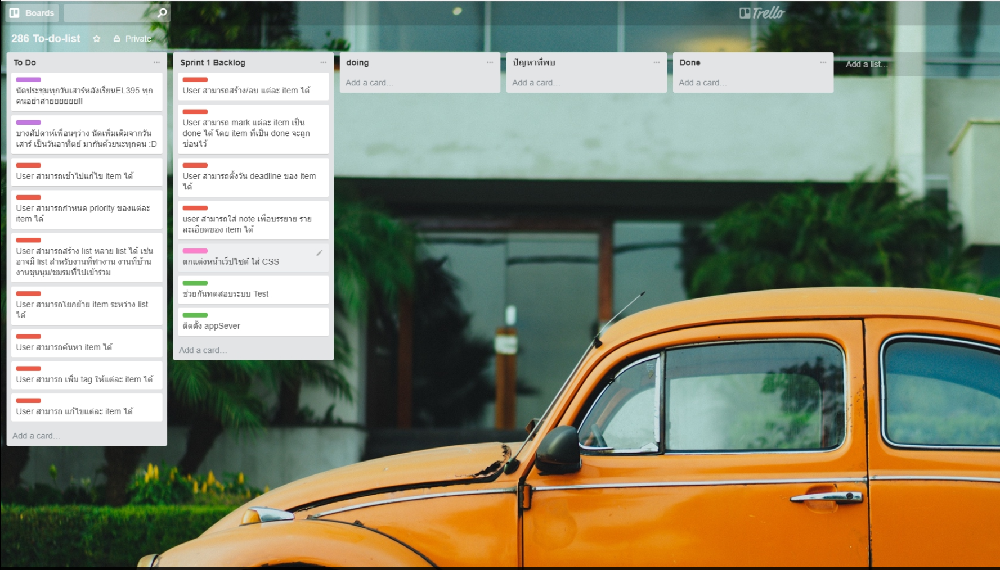 Boards
Trello
286 To-do-list
Private
To Do
นัดประชุมทุกวันเสาร์หลังเรียนEL395 ทุก
คนอย่าสายยยยยย!!
บางสัปดาห์เพื่อนๆว่าง นัดเพิ่มเติมจากวัน
เสาร์ เป็นวันอาทิตย์ มากันด้วยนะทุกคน :D
User สามารถเข้าไปแก้ไข item ได้
User สามารถกำหนด priority ของแต่ละ
item ได้
User สามารถสร้าง list หลาย list ได้ เช่น
อาจมี list สำหรับงานที่ทำงาน งานที่บ้าน
งานชุนนุม/ชมรมที่ไปเข้าร่วม
User สามารถโยกย้าย item ระหว่าง list
ได้
User สามารถค้นหา item ได้
User สามารถ เพิ่ม tag ให้แต่ละ item ได้
User สามารถ แก้ไขแต่ละ item ได้
Add a card…
Sprint 1 Backlog
User สามารถสร้าง/ลบ แต่ละ item ได้
User สามารถ mark แต่ละ item เป็น
done ได้ โดย item ที่เป็น done จะถูก
ซ่อนไว้
User สามารถตั้งวัน deadline ของ item
ได้
user สามารถใส่ note เพื่อบรรยาย ราย
ละเอียดของ item ได้
ตกแต่งหน้าเว็ปไซต์ ใส่ CSS
ช่วยกันทดสอบระบบ Test
ติดตั้ง appSever
Add a card…
doing
Add a card…
ปัญหาที่พบ
Add a card…
Done
Add a card…
Add a list…